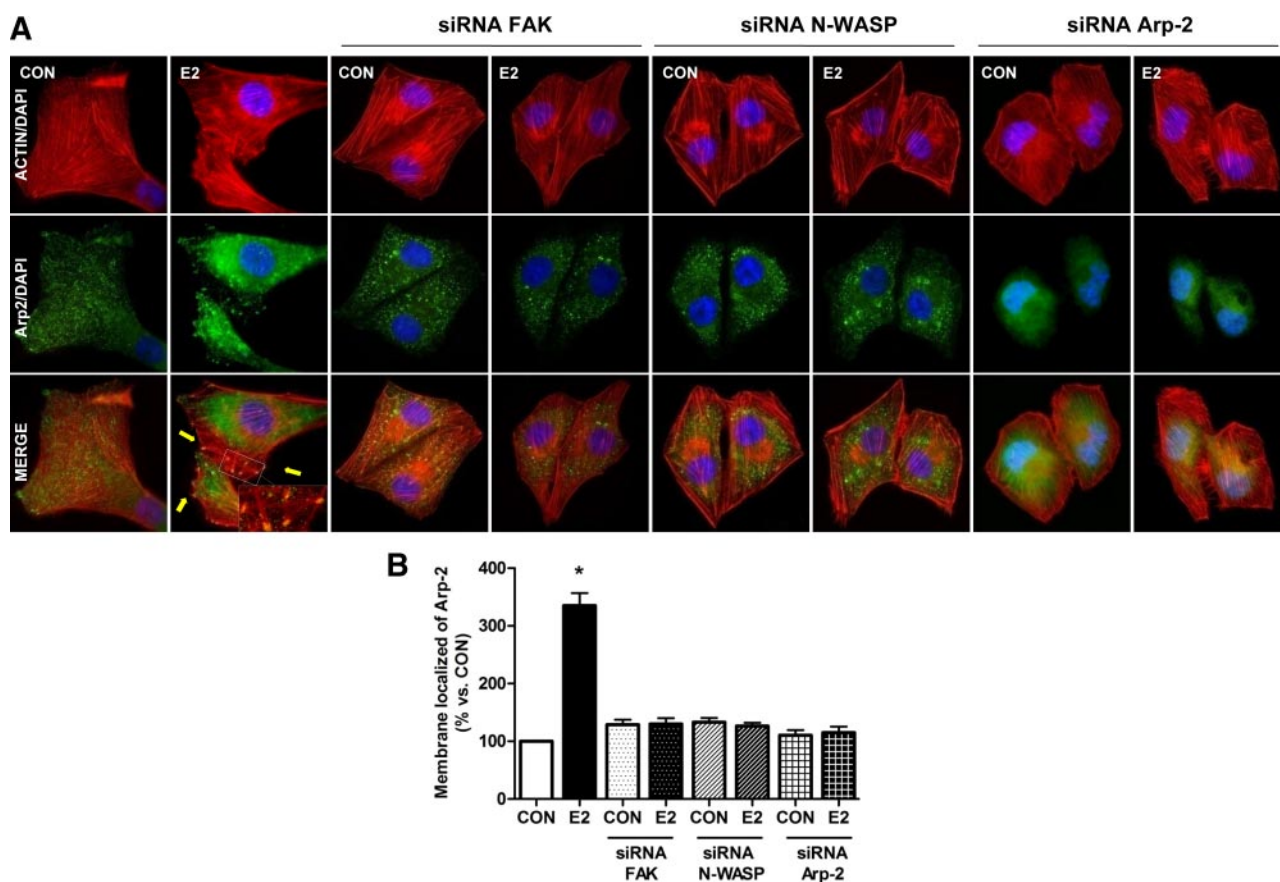 A
siRNA FAK
siRNA N-WASP
siRNA Arp-2
CON
E2
CON
E2
CON
E2
CON
E2
ACTIN/DAPI
Arp2/DAPI
MERGE
B
Membrane localized of Arp-2
(% vs. CON)
400
300
200
100
0
*
CON
E2
CON
E2
CON
E2
CON
E2
siRNA
FAK
siRNA
N-WASP
siRNA
Arp-2